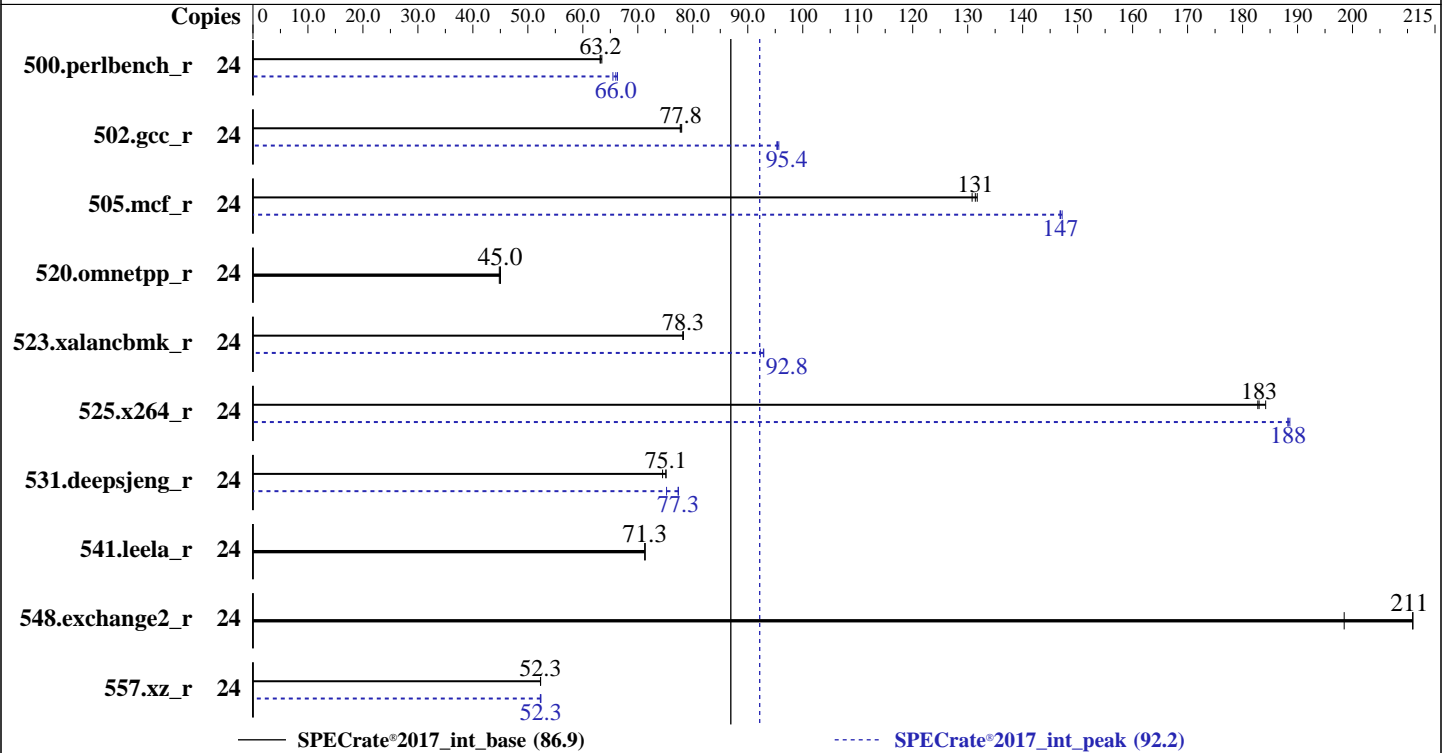 Copies 0 10.0 20.0 30.0 40.0 50.0 60.0 70.0 80.0 90.0 100 110 120 130 140 150 160 170 180 190 200 215
63.2
500.perlbench_r 24
66.0
77.8
502.gcc_r 24
95.4
131
505.mcf_r 24
147
45.0
520.omnetpp_r 24
78.3
523.xalancbmk_r 24
92.8
183
525.x264_r 24
188
75.1
531.deepsjeng_r 24
77.3
71.3
541.leela_r 24
211
548.exchange2_r 24
52.3
557.xz_r 24
52.3
SPECrate®2017_int_base (86.9) SPECrate®2017_int_peak (92.2)